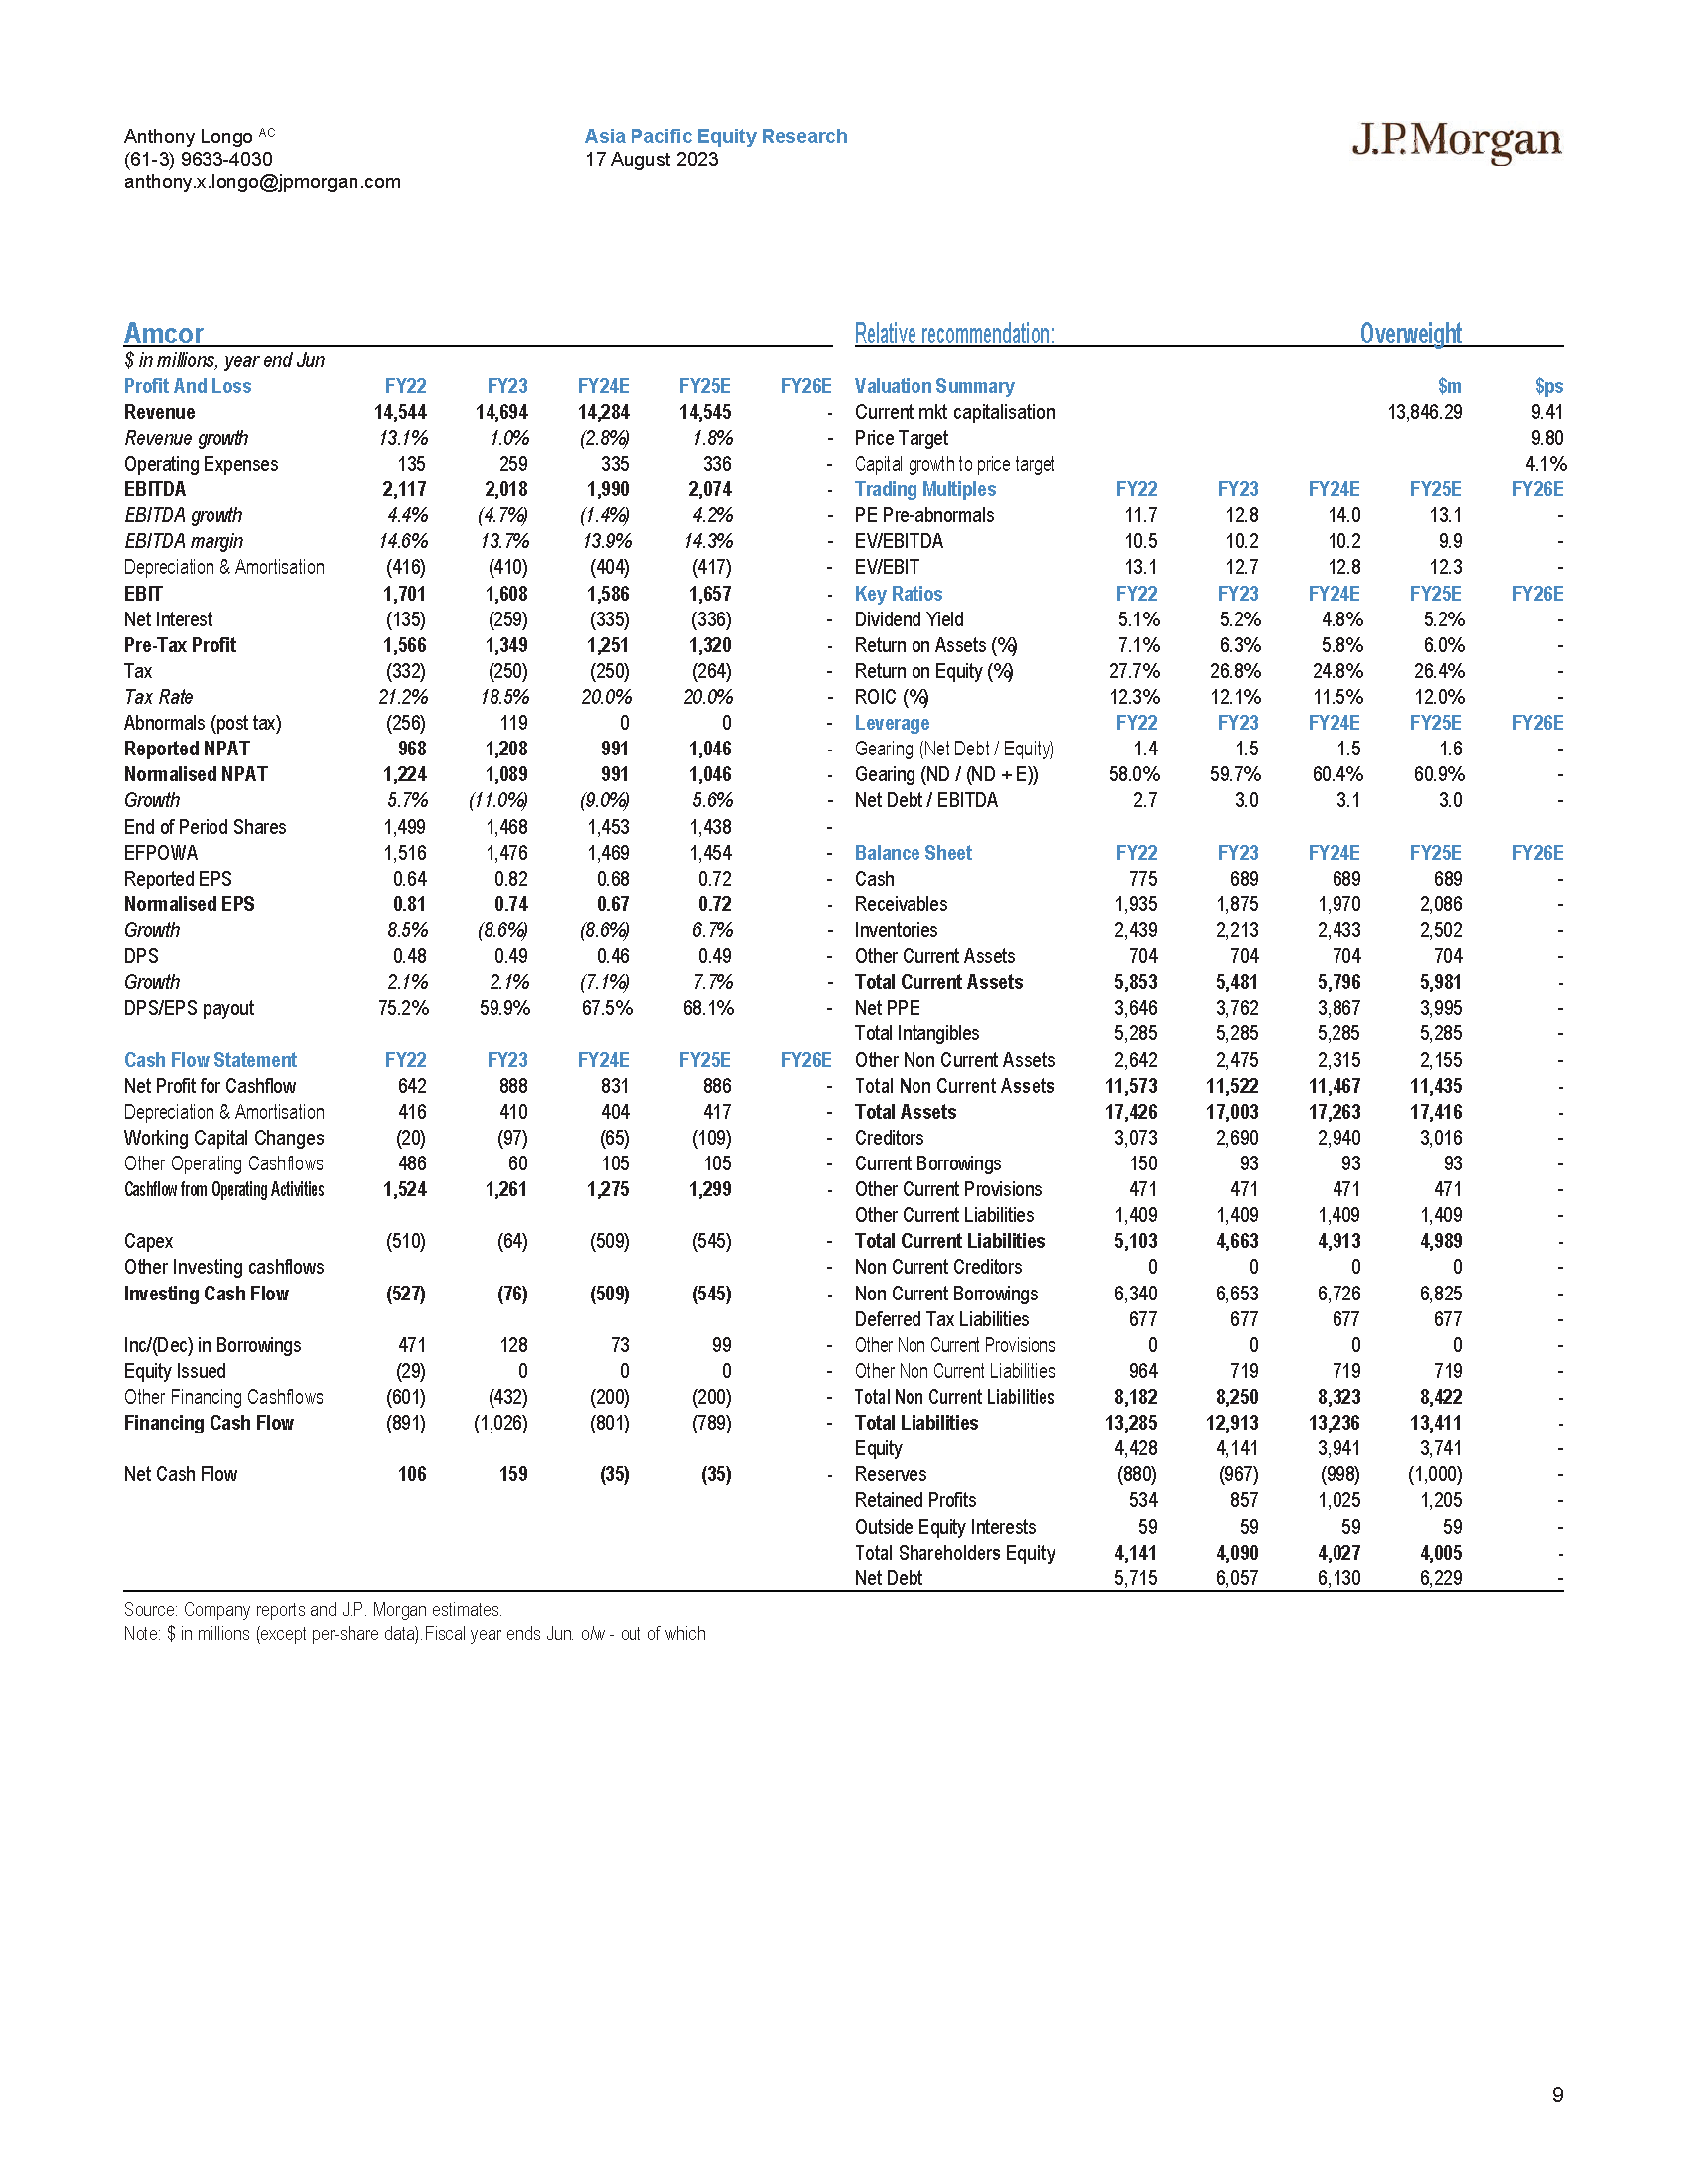 Anthony Longo AC
(61-3) 9633-4030
anthony.x.longo@jpmorgan.com
Asia Pacific Equity Research
17 August 2023
J.P.Morgan
Amcor
$ in millions, year end Jun
Profit And Loss FY22 FY23 FY24E FY25E FY26E
Revenue 14,544 14,694 14,284 14,545 -
Revenue growth 13.1% 1.0% (2.8%) 1.8% -
Operating Expenses 135 259 335 336 -
EBITDA 2,117 2,018 1,990 2,074 -
EBITDA growth 4.4% (4.7%) (1.4%) 4.2% -
EBITDA margin 14.6% 13.7% 13.9% 14.3% -
Depreciation & Amortisation (416) (410) (404) (417) -
EBIT 1,701 1,608 1,586 1,657 -
Net Interest (135) (259) (335) (336) -
Pre-Tax Profit 1,566 1,349 1,251 1,320 -
Tax (332) (250) (250) (264) -
Tax Rate 21.2% 18.5% 20.0% 20.0% -
Abnormals (post tax) (256) 119 0 0 -
Reported NPAT 968 1,208 991 1,046 -
Normalised NPAT 1,224 1,089 991 1,046 -
Growth 5.7% (11.0%) (9.0%) 5.6% -
End of Period Shares 1,499 1,468 1,453 1,438 -
EFPOWA 1,516 1,476 1,469 1,454 -
Reported EPS 0.64 0.82 0.68 0.72 -
Normalised EPS 0.81 0.74 0.67 0.72 -
Growth 8.5% (8.6%) (8.6%) 6.7% -
DPS 0.48 0.49 0.46 0.49 -
Growth 2.1% 2.1% (7.1%) 7.7% -
DPS/EPS payout 75.2% 59.9% 67.5% 68.1% -
Cash Flow Statement FY22 FY23 FY24E FY25E FY26E
Net Profit for Cashflow 642 888 831 886 -
Depreciation & Amortisation 416 410 404 417 -
Working Capital Changes (20) (97) (65) (109) -
Other Operating Cashflows 486 60 105 105 -
Cashflow from Operating Activities 1,524 1,261 1,275 1,299 -
Capex (510) (64) (509) (545) -
Other Investing cashflows -
Investing Cash Flow (527) (76) (509) (545) -
Inc/(Dec) in Borrowings 471 128 73 99 -
Equity Issued (29) 0 0 0 -
Other Financing Cashflows (601) (432) (200) (200) -
Financing Cash Flow (891) (1,026) (801) (789) -
Net Cash Flow 106 159 (35) (35) -
Relative recommendation: Overweight
Valuation Summary $m $ps
Current mkt capitalisation 13,846.29 9.41
Price Target 9.80
Capital growth to price target 4.1%
Trading Multiples FY22 FY23 FY24E FY25E FY26E
PE Pre-abnormals 11.7 12.8 14.0 13.1 -
EV/EBITDA 10.5 10.2 10.2 9.9 -
EV/EBIT 13.1 12.7 12.8 12.3 -
Key Ratios FY22 FY23 FY24E FY25E FY26E
Dividend Yield 5.1% 5.2% 4.8% 5.2% -
Return on Assets (%) 7.1% 6.3% 5.8% 6.0% -
Return on Equity (%) 27.7% 26.8% 24.8% 26.4% -
ROIC (%) 12.3% 12.1% 11.5% 12.0% -
Leverage FY22 FY23 FY24E FY25E FY26E
Gearing (Net Debt / Equity) 1.4 1.5 1.5 1.6 -
Gearing (ND / (ND + E)) 58.0% 59.7% 60.4% 60.9% -
Net Debt / EBITDA 2.7 3.0 3.1 3.0 -
Balance Sheet FY22 FY23 FY24E FY25E FY26E
Cash 775 689 689 689 -
Receivables 1,935 1,875 1,970 2,086 -
Inventories 2,439 2,213 2,433 2,502 -
Other Current Assets 704 704 704 704 -
Total Current Assets 5,853 5,481 5,796 5,981 -
Net PPE 3,646 3,762 3,867 3,995 -
Total Intangibles 5,285 5,285 5,285 5,285 -
Other Non Current Assets 2,642 2,475 2,315 2,155 -
Total Non Current Assets 11,573 11,522 11,467 11,435 -
Total Assets 17,426 17,003 17,263 17,416 -
Creditors 3,073 2,690 2,940 3,016 -
Current Borrowings 150 93 93 93 -
Other Current Provisions 471 471 471 471 -
Other Current Liabilities 1,409 1,409 1,409 1,409 -
Total Current Liabilities 5,103 4,663 4,913 4,989 -
Non Current Creditors 0 0 0 0 -
Non Current Borrowings 6,340 6,653 6,726 6,825 -
Deferred Tax Liabilities 677 677 677 677 -
Other Non Current Provisions 0 0 0 0 -
Other Non Current Liabilities 964 719 719 719 -
Total Non Current Liabilities 8,182 8,250 8,323 8,422 -
Total Liabilities 13,285 12,913 13,236 13,411 -
Equity 4,428 4,141 3,941 3,741 -
Reserves (880) (967) (998) (1,000) -
Retained Profits 534 857 1,025 1,205 -
Outside Equity Interests 59 59 59 59 -
Total Shareholders Equity 4,141 4,090 4,027 4,005 -
Net Debt 5,715 6,057 6,130 6,229 -
Source: Company reports and J.P. Morgan estimates.
Note: $ in millions (except per-share data).Fiscal year ends Jun. o/w - out of which
9